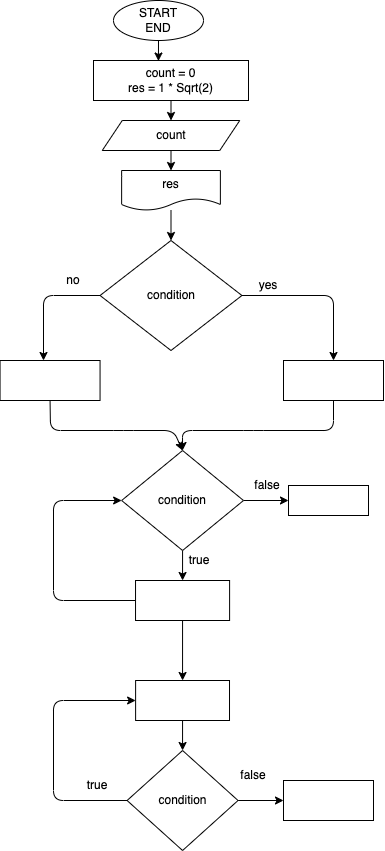 START
END
count = 0
res = 1 * Sqrt(2)
count
res
condition
no
yes
condition
false
true
condition
true
false